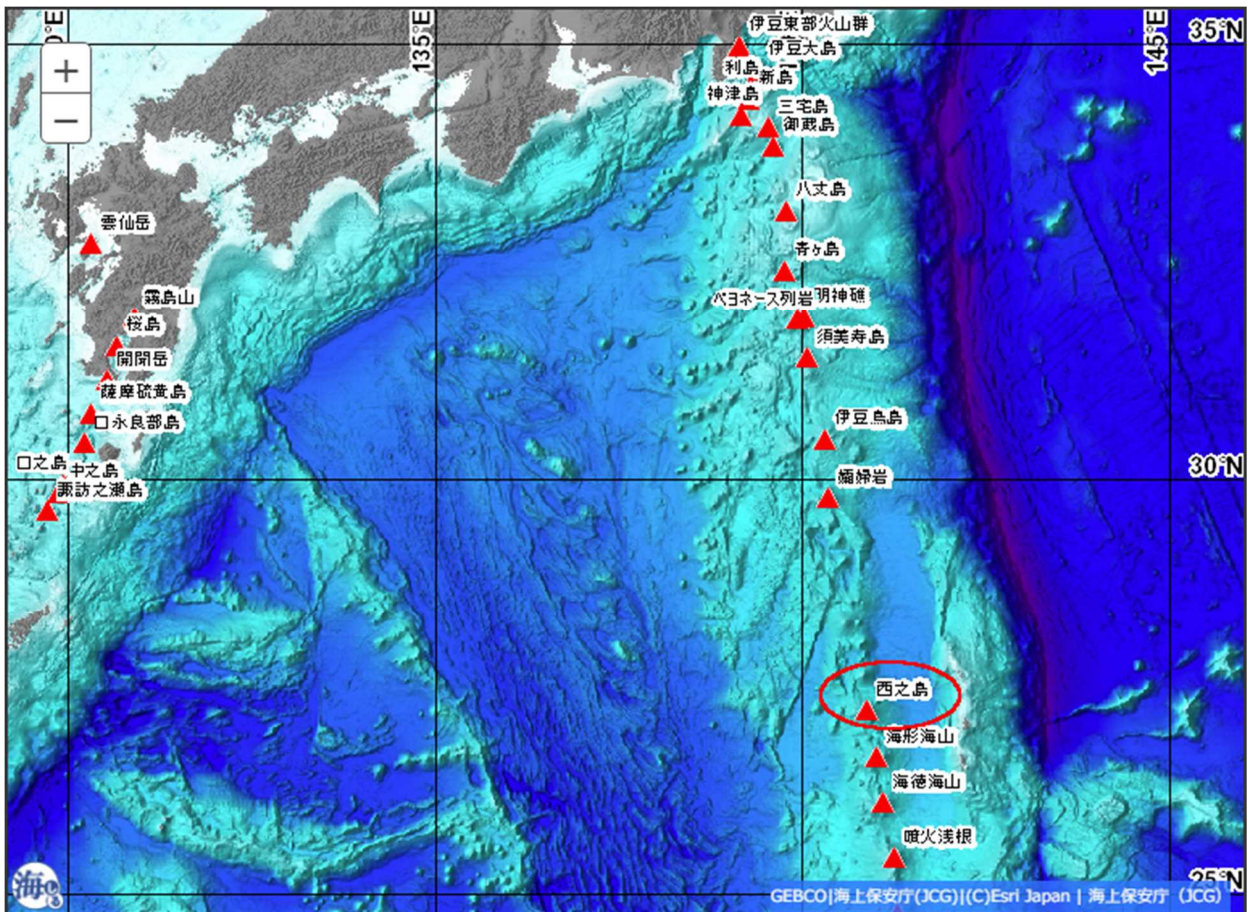 伊豆東部火山群
伊豆大島
利島
新島
神津島
三宅島
御蔵島
八丈島
青ヶ島
ベヨネース列岩
明神礁
須美寿島
伊豆鳥島
孀婦岩
西之島
海形海山
海徳海山
噴火浅根
雲仙岳
霧島山
桜島
開聞岳
薩摩硫黄島
口永良部島
口之島
中之島
諏訪之瀬島
135°E
145°E
35°N
30°N
25°N
+
−
海
GEBCO|海上保安庁(JCG)|(C)Esri Japan | 海上保安庁（JCG）